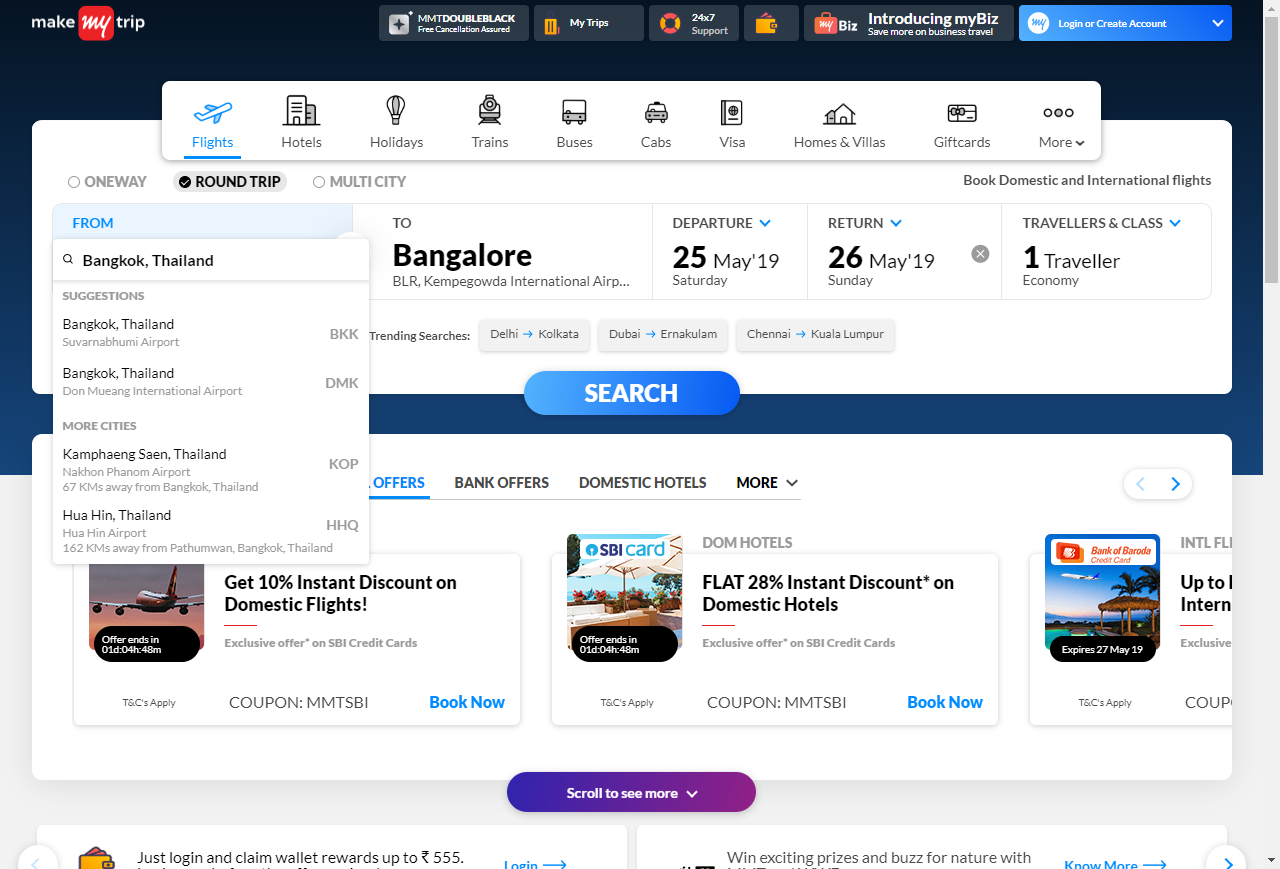 make my trip
MMTDOUBLEBLACK
Free Cancellation Assured
My Trips
24x7
Support
my Biz
Introducing myBiz
Save more on business travel
my
Login or Create Account
Flights
Hotels
Holidays
Trains
Buses
Cabs
Visa
Homes & Villas
Giftcards
More
ONEWAY
ROUND TRIP
MULTI CITY
Book Domestic and International flights
FROM
Bangkok, Thailand
SUGGESTIONS
Bangkok, Thailand
Suvarnabhumi Airport
BKK
Bangkok, Thailand
Don Mueang International Airport
DMK
MORE CITIES
Kamphaeng Saen, Thailand
Nakhon Phanom Airport
67 KMs away from Bangkok, Thailand
KOP
Hua Hin, Thailand
Hua Hin Airport
162 KMs away from Pathumwan, Bangkok, Thailand
HHQ
TO
Bangalore
BLR, Kempegowda International Airp...
DEPARTURE
25 May'19
Saturday
RETURN
26 May'19
Sunday
TRAVELLERS & CLASS
1 Traveller
Economy
Trending Searches:
Delhi → Kolkata
Dubai → Ernakulam
Chennai → Kuala Lumpur
SEARCH
OFFERS
BANK OFFERS
DOMESTIC HOTELS
MORE
Offer ends in
01d:04h:48m
Get 10% Instant Discount on
Domestic Flights!
Exclusive offer* on SBI Credit Cards
T&C's Apply
COUPON: MMTSBI
Book Now
SBI card
Offer ends in
01d:04h:48m
DOM HOTELS
FLAT 28% Instant Discount* on
Domestic Hotels
Exclusive offer* on SBI Credit Cards
T&C's Apply
COUPON: MMTSBI
Book Now
Bank of Baroda
Credit Card
Expires 27 May 19
INTL FLI
Up to
Intern
Exclusive
T&C's Apply
COUPO
Scroll to see more
Just login and claim wallet rewards up to ₹ 555.
Login
Win exciting prizes and buzz for nature with
Know More